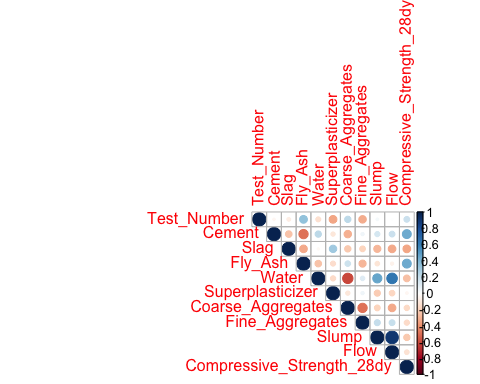 Test_Number
Cement
Slag
Fly_Ash
Water
Superplasticizer
Coarse_Aggregates
Fine_Aggregates
Slump
Flow
Compressive_Strength_28dy
Test_Number
Cement
Slag
Fly_Ash
Water
Superplasticizer
Coarse_Aggregates
Fine_Aggregates
Slump
Flow
Compressive_Strength_28dy
1
0.8
0.6
0.4
0.2
0
-0.2
-0.4
-0.6
-0.8
-1